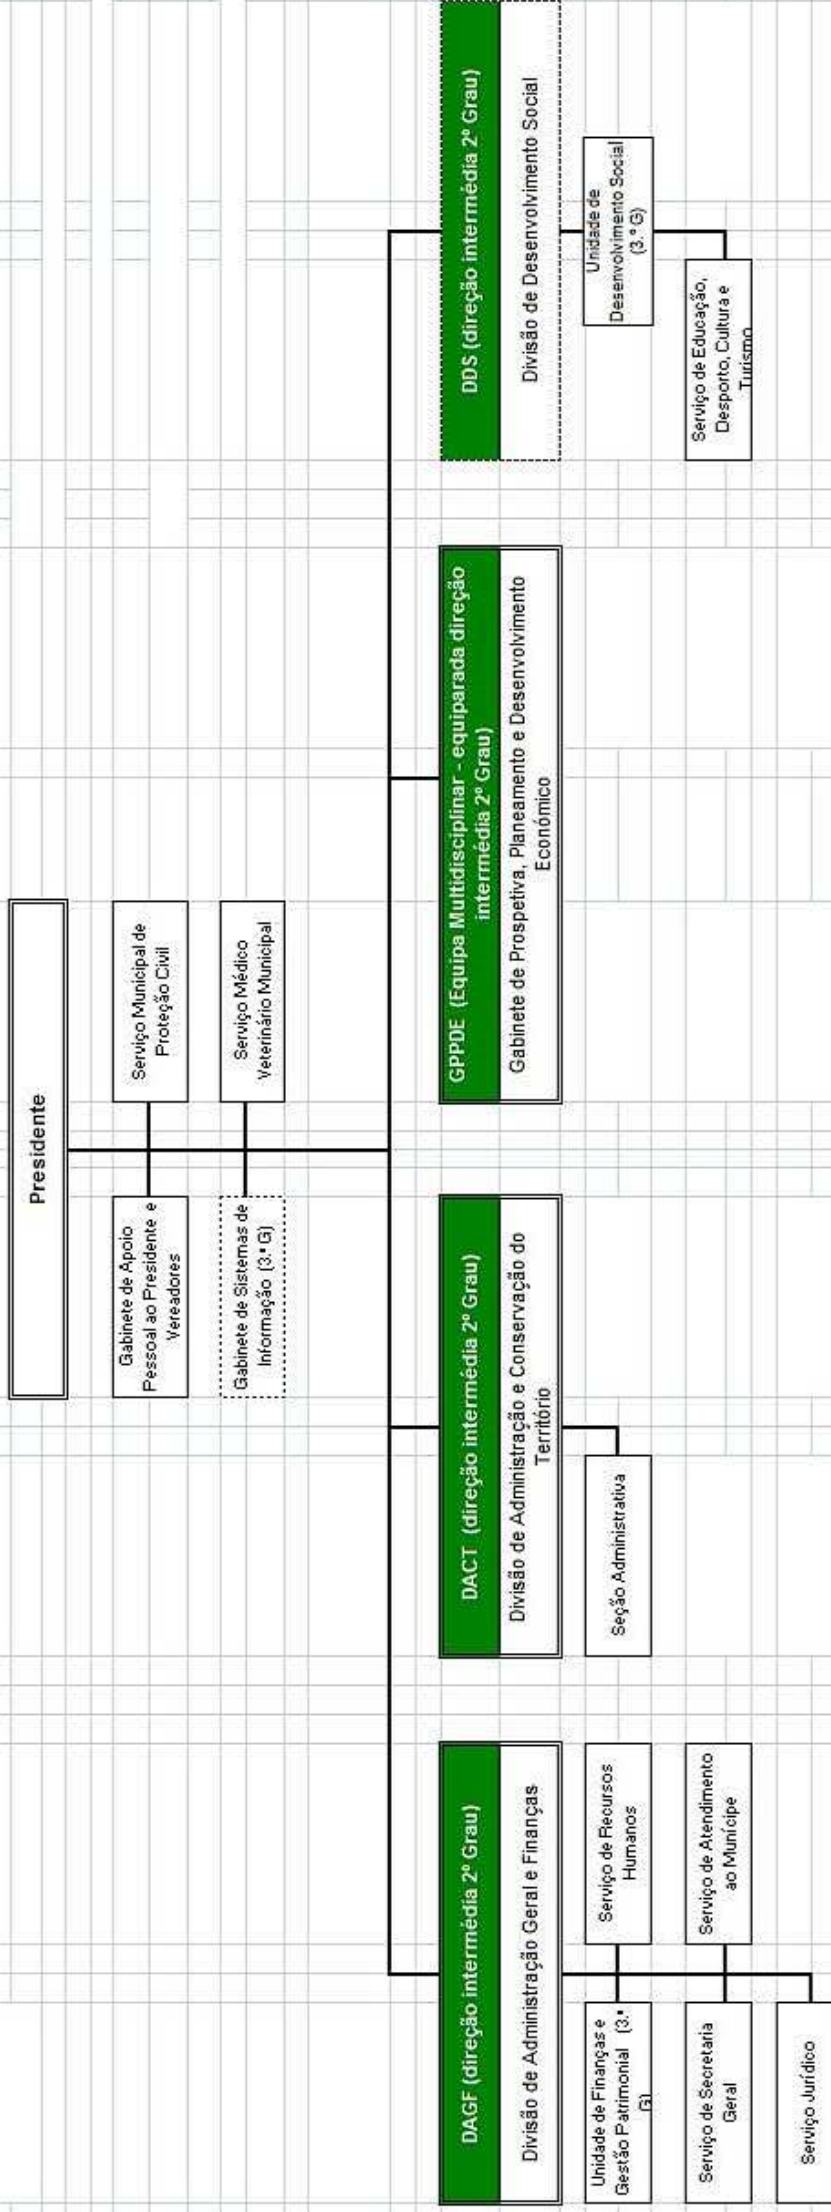 Presidente
Gabinete de Apoio
Pessoal ao Presidente e
Vereadores
Serviço Municipal de
Proteção Civil
Gabinete de Sistemas de
Informação (3.ª G)
Serviço Médico
Veterinário Municipal
DAGF (direção intermédia 2º Grau)
Divisão de Administração Geral e Finanças
Unidade de Finanças e
Gestão Patrimonial (3.ª
G)
Serviço de Recursos
Humanos
Serviço de Secretaria
Geral
Serviço de Atendimento
ao Munícipe
Serviço Jurídico
DACT (direção intermédia 2º Grau)
Divisão de Administração e Conservação do
Território
Seção Administrativa
GPPDE (Equipa Multidisciplinar - equiparada direção
intermédia 2º Grau)
Gabinete de Prospetiva, Planeamento e Desenvolvimento
Económico
DDS (direção intermédia 2º Grau)
Divisão de Desenvolvimento Social
Unidade de
Desenvolvimento Social
(3.º G)
Serviço de Educação,
Desporto, Cultura e
Turismo